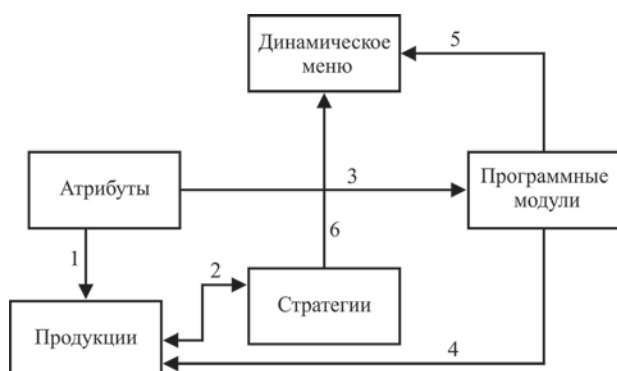 Динамическое
меню
5
Атрибуты
3
Программные
модули
1
6
2
Стратегии
Продукции
4